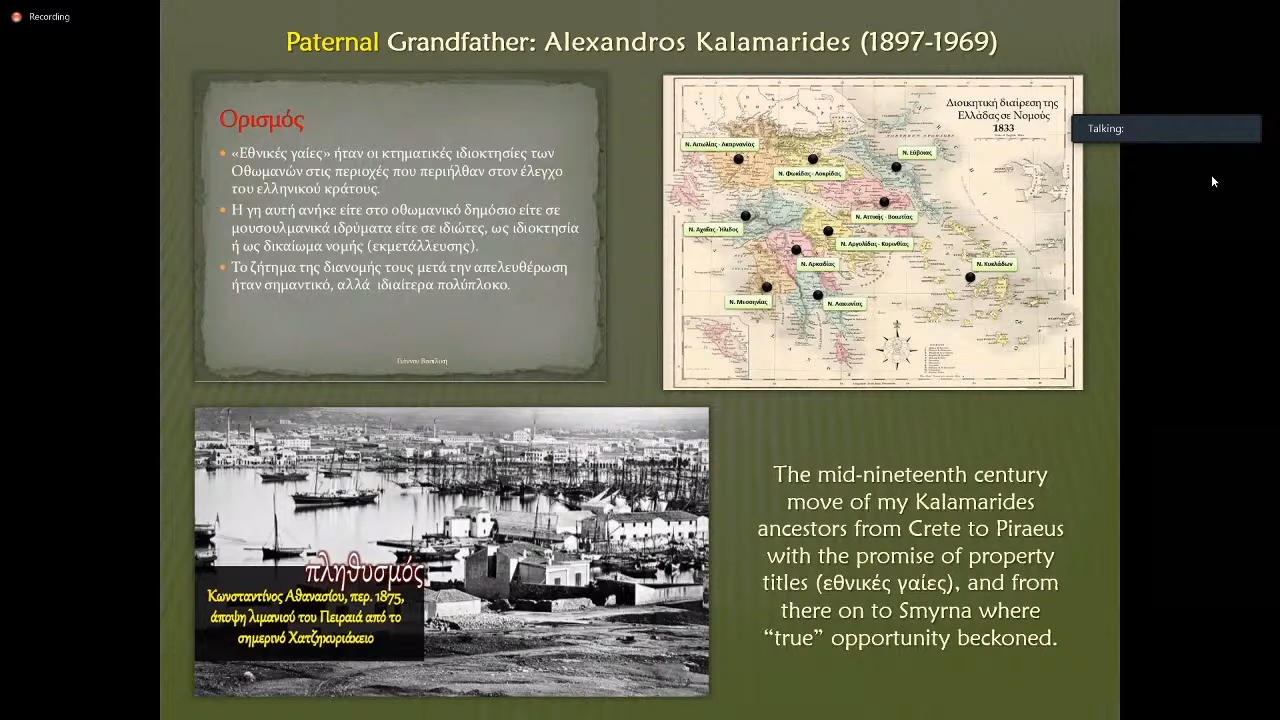 Recording
Paternal Grandfather: Alexandros Kalamarides (1897-1969)
Ορισμός
• «Εθνικές γαίες» ήταν οι κτηματικές ιδιοκτησίες των
Οθωμανών στις περιοχές που περιήλθαν στον έλεγχο
του ελληνικού κράτους.
• Η γη αυτή ανήκε είτε στο οθωμανικό δημόσιο είτε σε
μουσουλμανικά ιδρύματα είτε σε ιδιώτες, ως ιδιοκτησία
ή ως δικαίωμα νομής (εκμετάλλευσης).
• Το ζήτημα της διανομής τους μετά την απελευθέρωση
ήταν σημαντικό, αλλά ιδιαίτερα πολύπλοκο.
Γιάννου Βασιλική
Διοικητική διαίρεση της
Ελλάδας σε Νομούς
1833
Ν. Αιτωλίας - Ακαρνανίας
Ν. Φωκίδας - Λοκρίδας
Ν. Εύβοιας
Ν. Αττικής - Βοιωτίας
Ν. Αχαΐας - Ήλιδος
Ν. Αργολίδας - Κορινθίας
Ν. Αρκαδίας
Ν. Κυκλάδων
Ν. Μεσσηνίας
Ν. Λακωνίας
Talking:
πληθυσμός
Κωνσταντίνος Αθανασίου, περ. 1875,
άποψη λιμανιού του Πειραιά από το
σημερινό Χατζηκυριάκειο
The mid-nineteenth century
move of my Kalamarides
ancestors from Crete to Piraeus
with the promise of property
titles (εθνικές γαίες), and from
there on to Smyrna where
“true” opportunity beckoned.